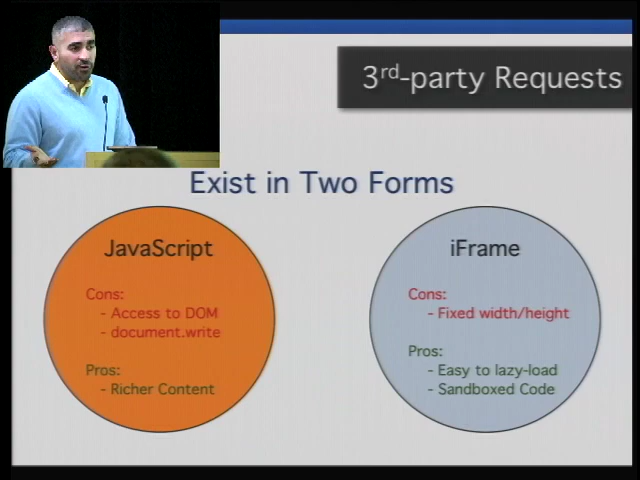 3rd-party Requests
Exist in Two Forms
JavaScript
Cons:
- Access to DOM
- document.write
Pros:
- Richer Content
iFrame
Cons:
- Fixed width/height
Pros:
- Easy to lazy-load
- Sandboxed Code